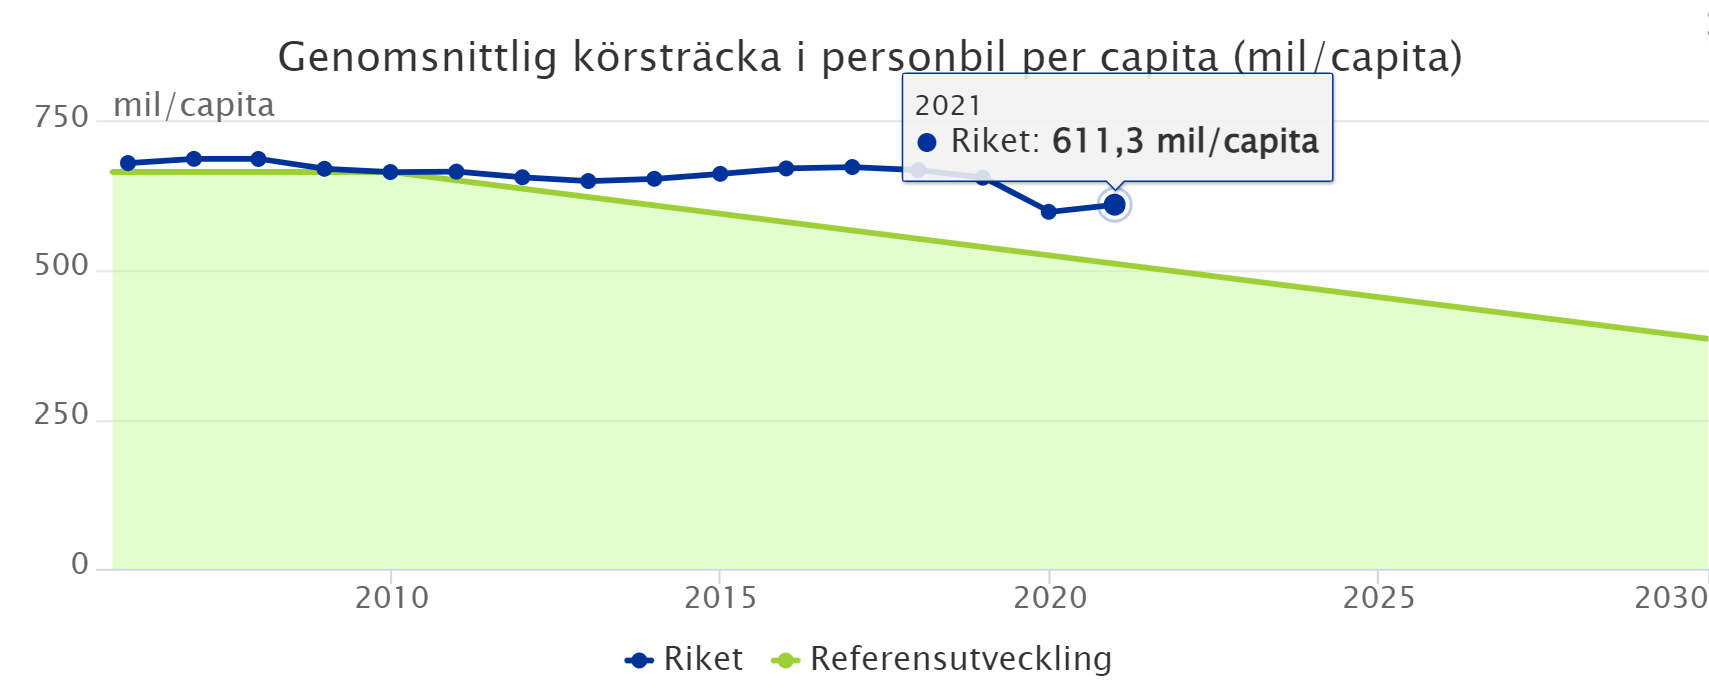 Genomsnittlig körsträcka i personbil per capita (mil/capita)
mil/capita
2021
Riket: 611,3 mil/capita
750
500
250
0
2010 2015 2020 2025 2030
Riket Referensutveckling